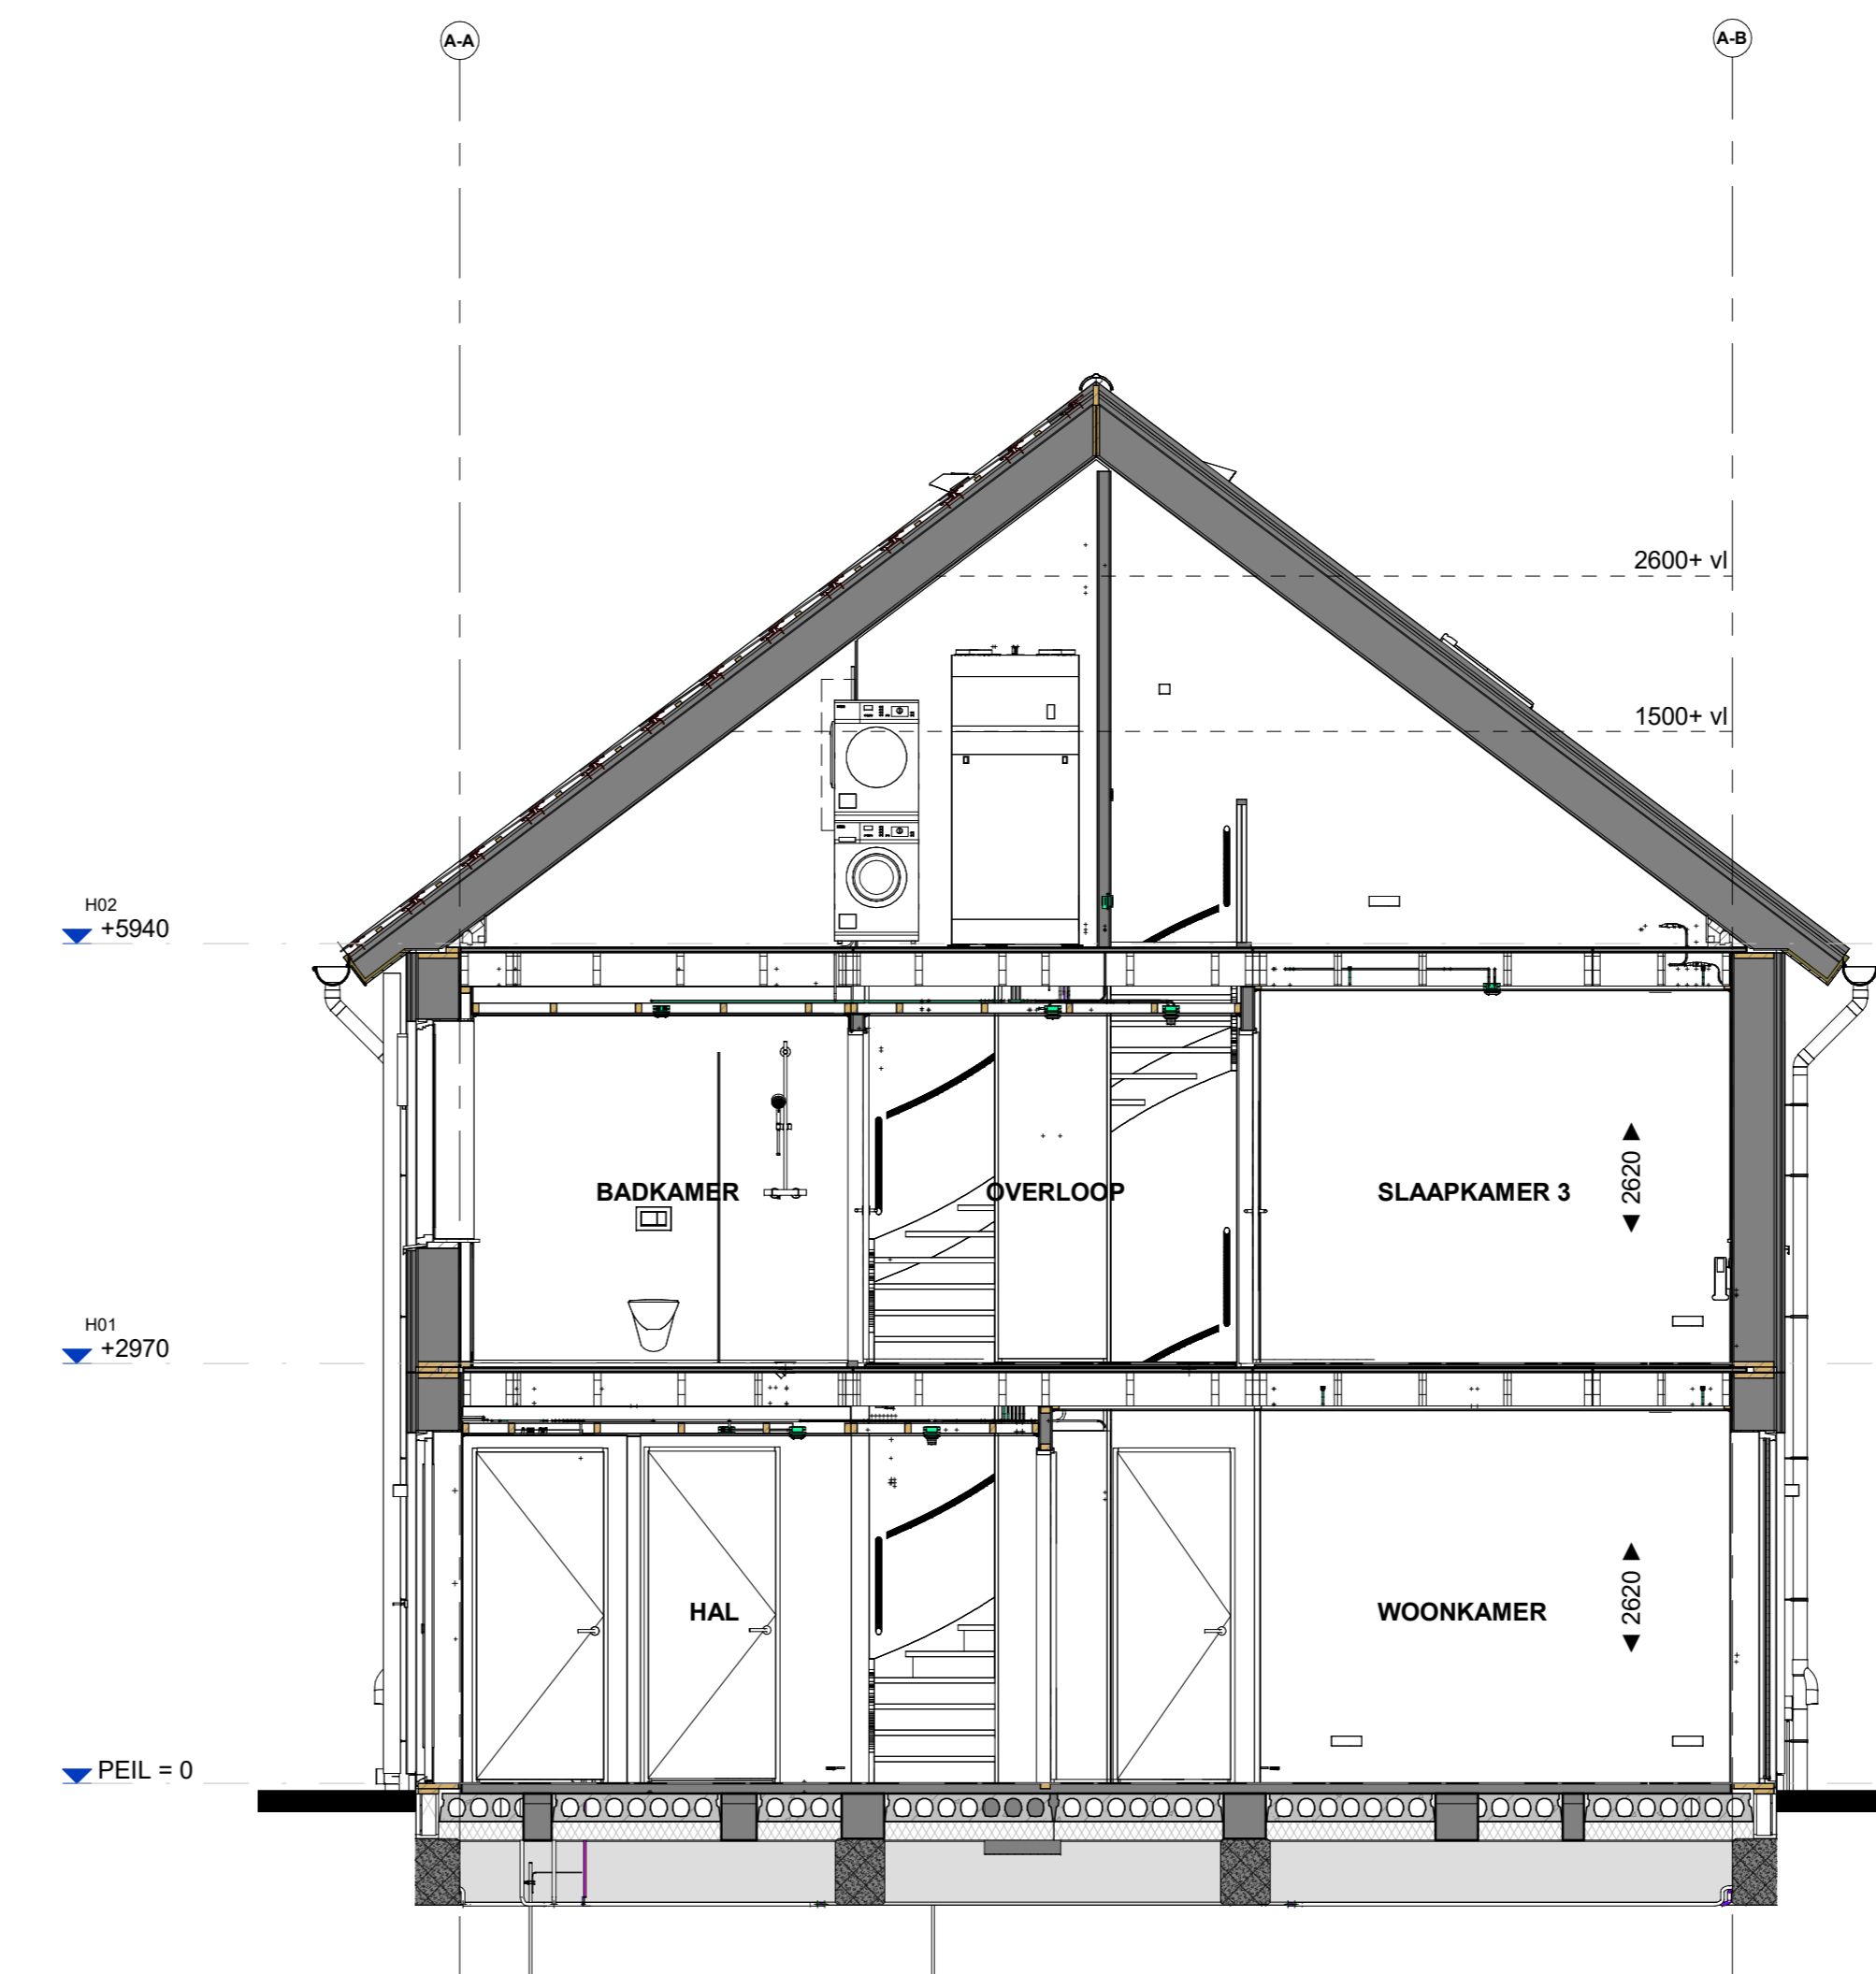 A-A
A-B
2600+ vl
1500+ vl
H02
+5940
BADKAMER
OVERLOOP
SLAAPKAMER 3
◄ 2620 ►
H01
+2970
HAL
WOONKAMER
◄ 2620 ►
PEIL = 0